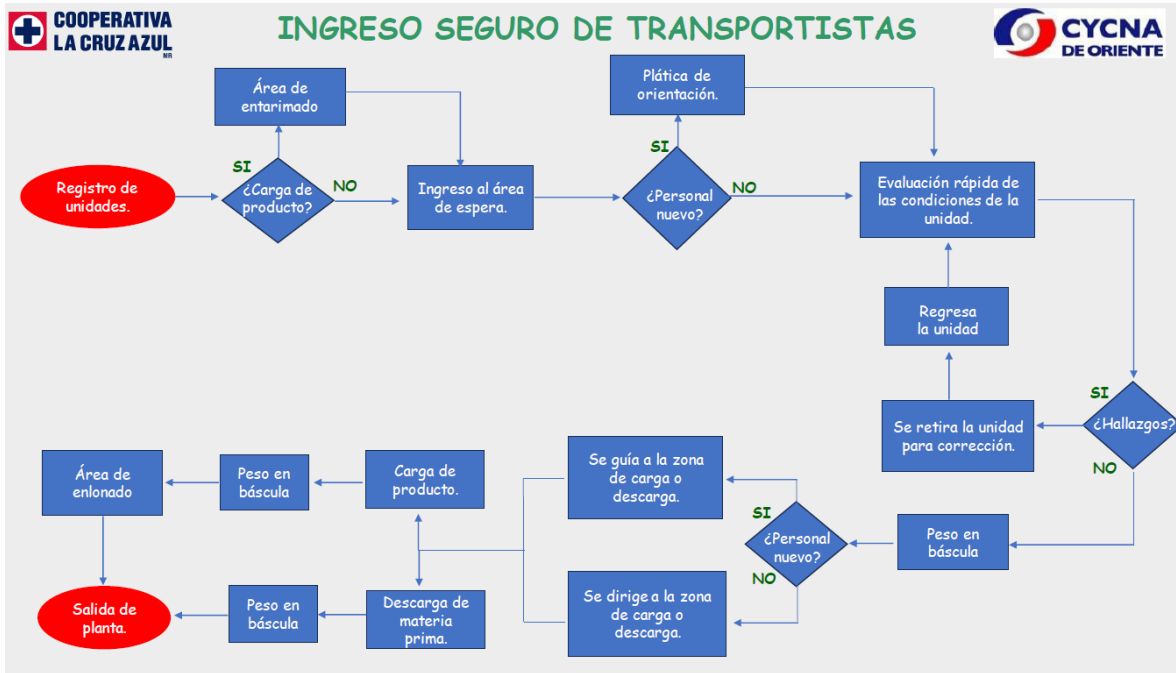 COOPERATIVA
LA CRUZ AZUL
MR
INGRESO SEGURO DE TRANSPORTISTAS
CYCNA
DE ORIENTE
Área de
entarimado
Plática de
orientación.
SI
SI
Registro de
unidades.
¿Carga de
producto?
NO
Ingreso al área
de espera.
¿Personal
nuevo?
NO
Evaluación rápida de
las condiciones de la
unidad.
Regresa
la unidad
SI
¿Hallazgos?
Se retira la unidad
para corrección.
NO
Área de
enlonado
Peso en
báscula
Carga de
producto.
Se guía a la zona
de carga o
descarga.
SI
¿Personal
nuevo?
NO
Peso en
báscula
Salida de
planta.
Peso en
báscula
Descarga de
materia
prima.
Se dirige a la zona
de carga o
descarga.